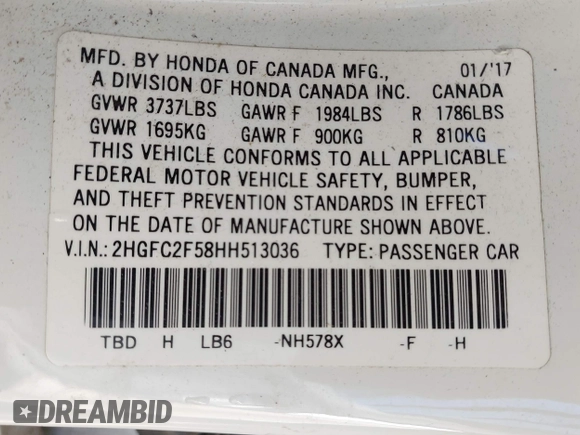 MFD. BY HONDA OF CANADA MFG., 01/'17
A DIVISION OF HONDA CANADA INC. CANADA
GVWR 3737LBS GAWR F 1984LBS R 1786LBS
GVWR 1695KG GAWR F 900KG R 810KG
THIS VEHICLE CONFORMS TO ALL APPLICABLE
FEDERAL MOTOR VEHICLE SAFETY, BUMPER,
AND THEFT PREVENTION STANDARDS IN EFFECT
ON THE DATE OF MANUFACTURE SHOWN ABOVE.
V.I.N.: 2HGFC2F58HH513036 TYPE: PASSENGER CAR
TBD H LB6 -NH578X -F -H
DREAMBID